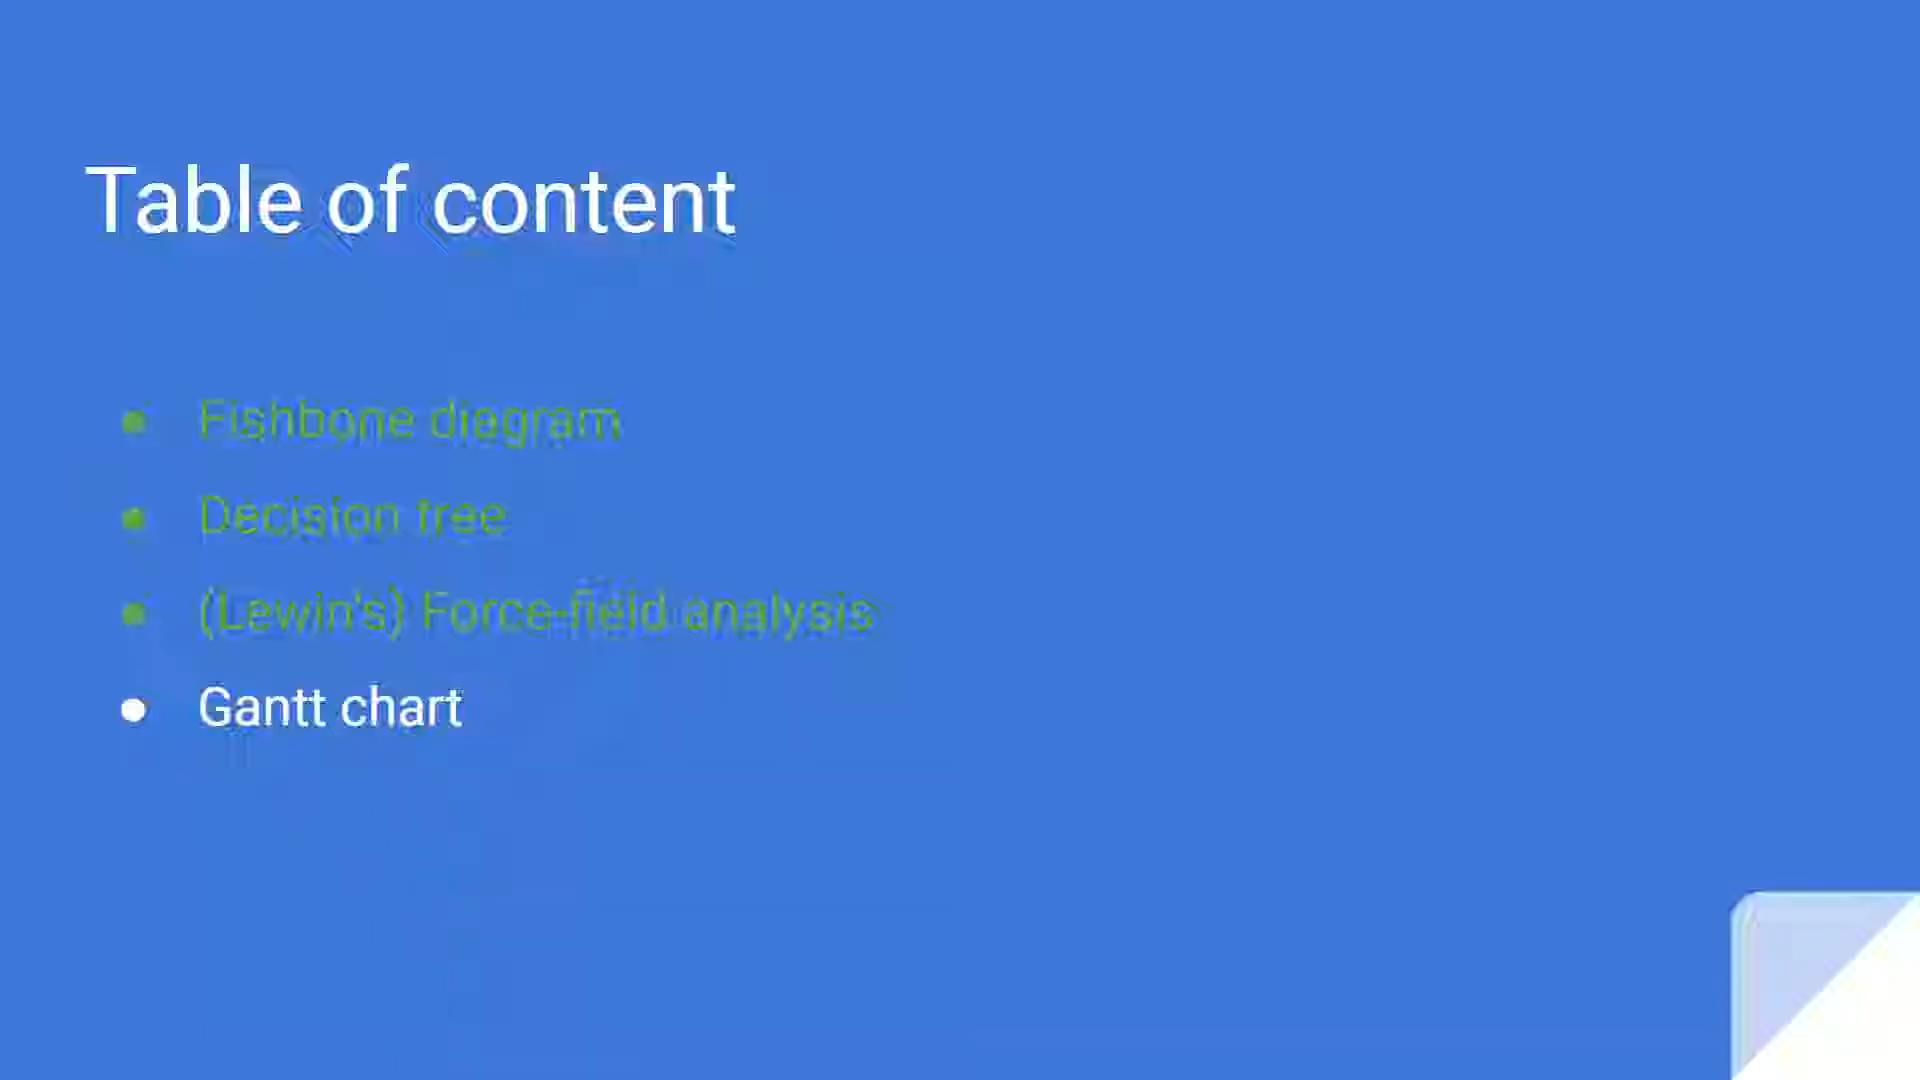 Table of content
● Fishbone diagram
● Decision tree
● (Lewin's) Force-field analysis
● Gantt chart